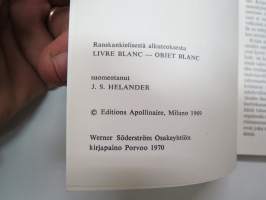 Ranskankielisestä alkuteoksesta
LIVRE BLANC — OBJET BLANC
suomentanut
J. S. HELANDER
© Editions Apollinaire, Milano 1969
Werner Söderström Osakeyhtiön
kirjapaino Porvoo 1970